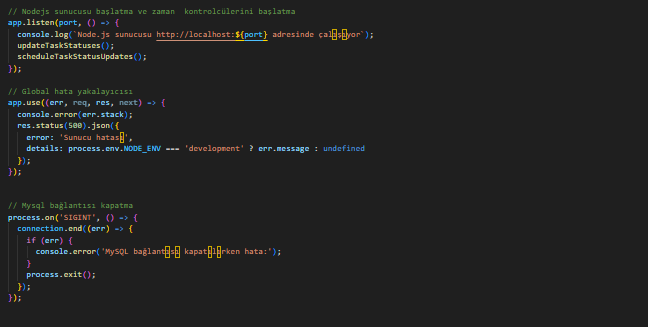 // Nodejs sunucusu başlatma ve zaman  kontrolcülerini başlatma
app.listen(port, () => {
  console.log(`Node.js sunucusu http://localhost:${port} adresinde çalışıyor`);
  updateTaskStatuses();
  scheduleTaskStatusUpdates();
});

// Global hata yakalayıcısı
app.use((err, req, res, next) => {
  console.error(err.stack);
  res.status(500).json({
    error: 'Sunucu hatası',
    details: process.env.NODE_ENV === 'development' ? err.message : undefined
  });
});

// Mysql bağlantısı kapatma
process.on('SIGINT', () => {
  connection.end((err) => {
    if (err) {
      console.error('MySQL bağlantısı kapatılırken hata:');
    }
    process.exit();
  });
});